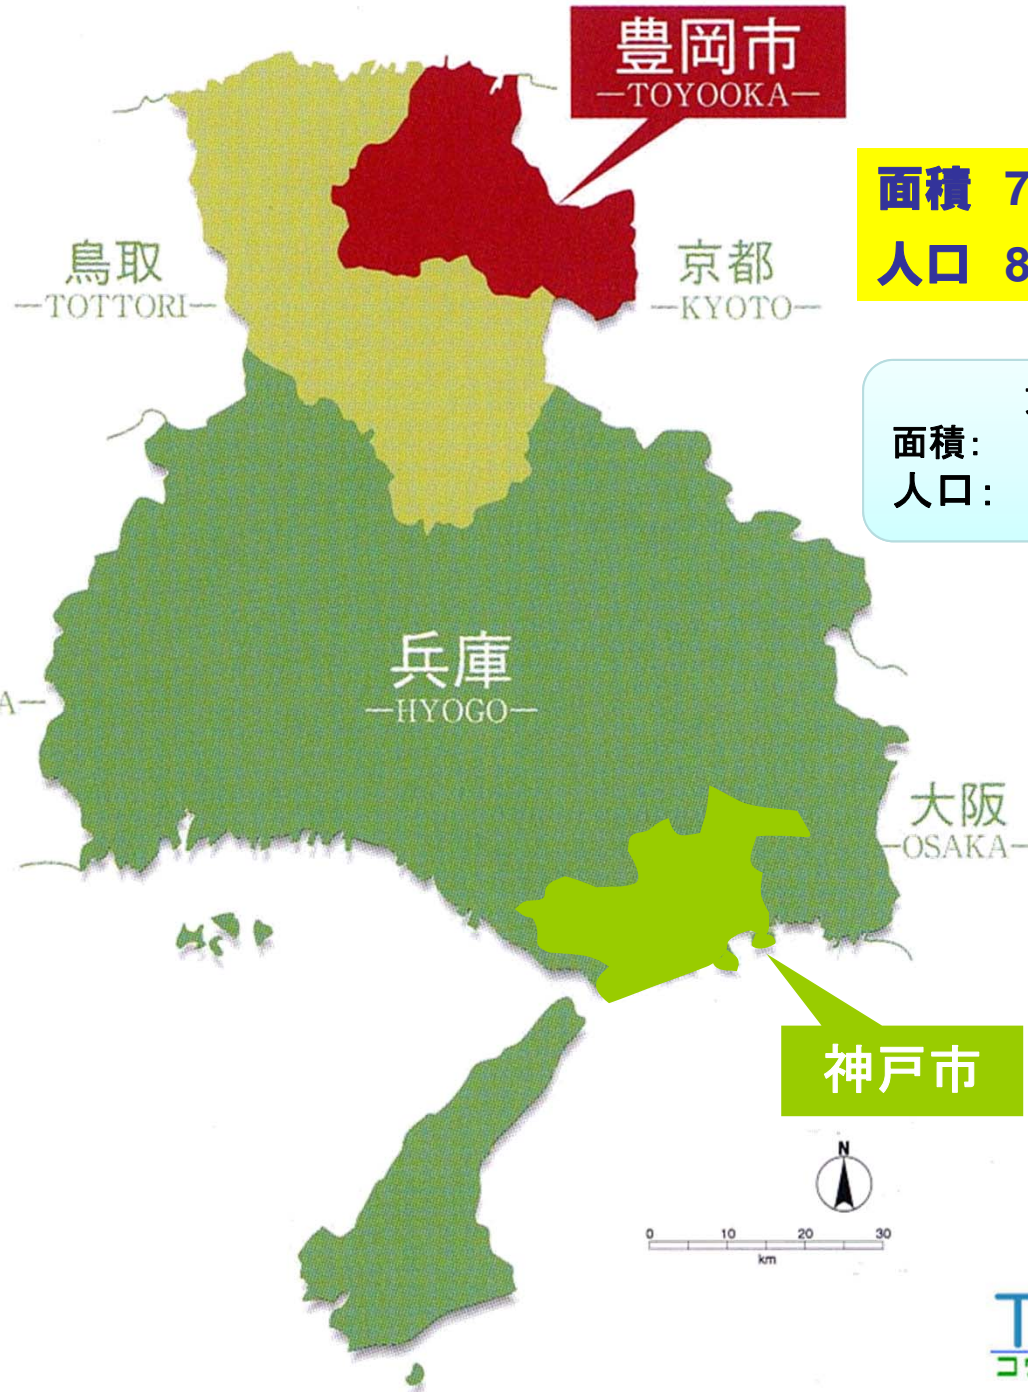 豊岡市
—TOYOOKA—
面積 7
人口 8
鳥取
—TOTTORI—
京都
—KYOTO—
面積:
人口:
兵庫
—HYOGO—
A—
大阪
—OSAKA—
神戸市
N
0 10 20 30
km
T
コ